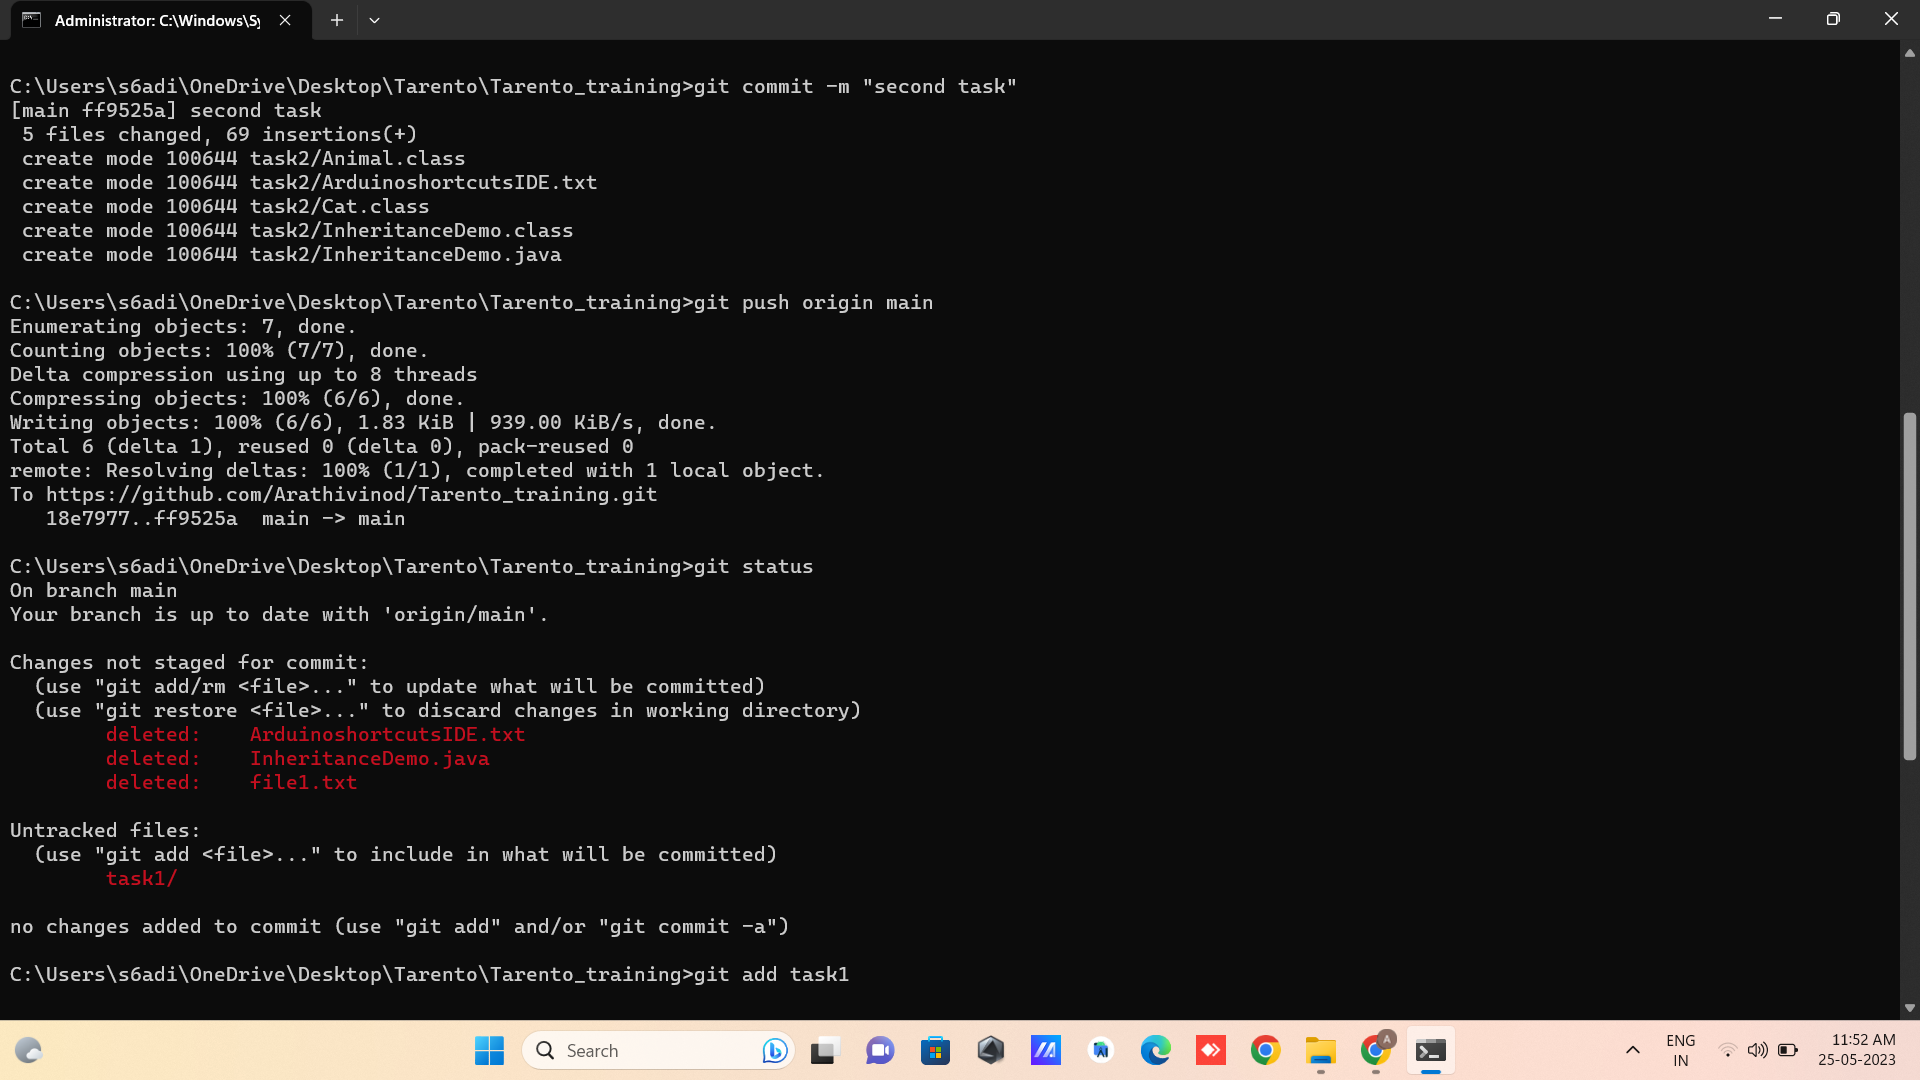 Administrator: C:\Windows\Sy
C:\Users\s6adi\OneDrive\Desktop\Tarento\Tarento_training>git commit -m "second task"
[main ff9525a] second task
 5 files changed, 69 insertions(+)
 create mode 100644 task2/Animal.class
 create mode 100644 task2/ArduinoshortcutsIDE.txt
 create mode 100644 task2/Cat.class
 create mode 100644 task2/InheritanceDemo.class
 create mode 100644 task2/InheritanceDemo.java
C:\Users\s6adi\OneDrive\Desktop\Tarento\Tarento_training>git push origin main
Enumerating objects: 7, done.
Counting objects: 100% (7/7), done.
Delta compression using up to 8 threads
Compressing objects: 100% (6/6), done.
Writing objects: 100% (6/6), 1.83 KiB | 939.00 KiB/s, done.
Total 6 (delta 1), reused 0 (delta 0), pack-reused 0
remote: Resolving deltas: 100% (1/1), completed with 1 local object.
To https://github.com/Arathivinod/Tarento_training.git
   18e7977..ff9525a  main -> main
C:\Users\s6adi\OneDrive\Desktop\Tarento\Tarento_training>git status
On branch main
Your branch is up to date with 'origin/main'.
Changes not staged for commit:
  (use "git add/rm <file>..." to update what will be committed)
  (use "git restore <file>..." to discard changes in working directory)
        deleted:    ArduinoshortcutsIDE.txt
        deleted:    InheritanceDemo.java
        deleted:    file1.txt
Untracked files:
  (use "git add <file>..." to include in what will be committed)
        task1/
no changes added to commit (use "git add" and/or "git commit -a")
C:\Users\s6adi\OneDrive\Desktop\Tarento\Tarento_training>git add task1
Search
A
ENG
IN
11:52 AM
25-05-2023